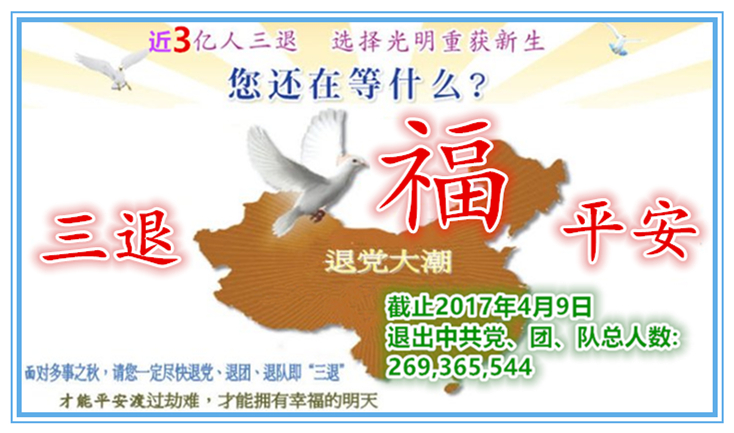 近3亿人三退 选择光明重获新生
您还在等什么?
福
三退
平安
退党大潮
截止2017年4月9日
退出中共党、团、队总人数:
269,365,544
面对多事之秋，请您一定尽快退党、退团、退队即“三退”
才能平安渡过劫难，才能拥有幸福的明天